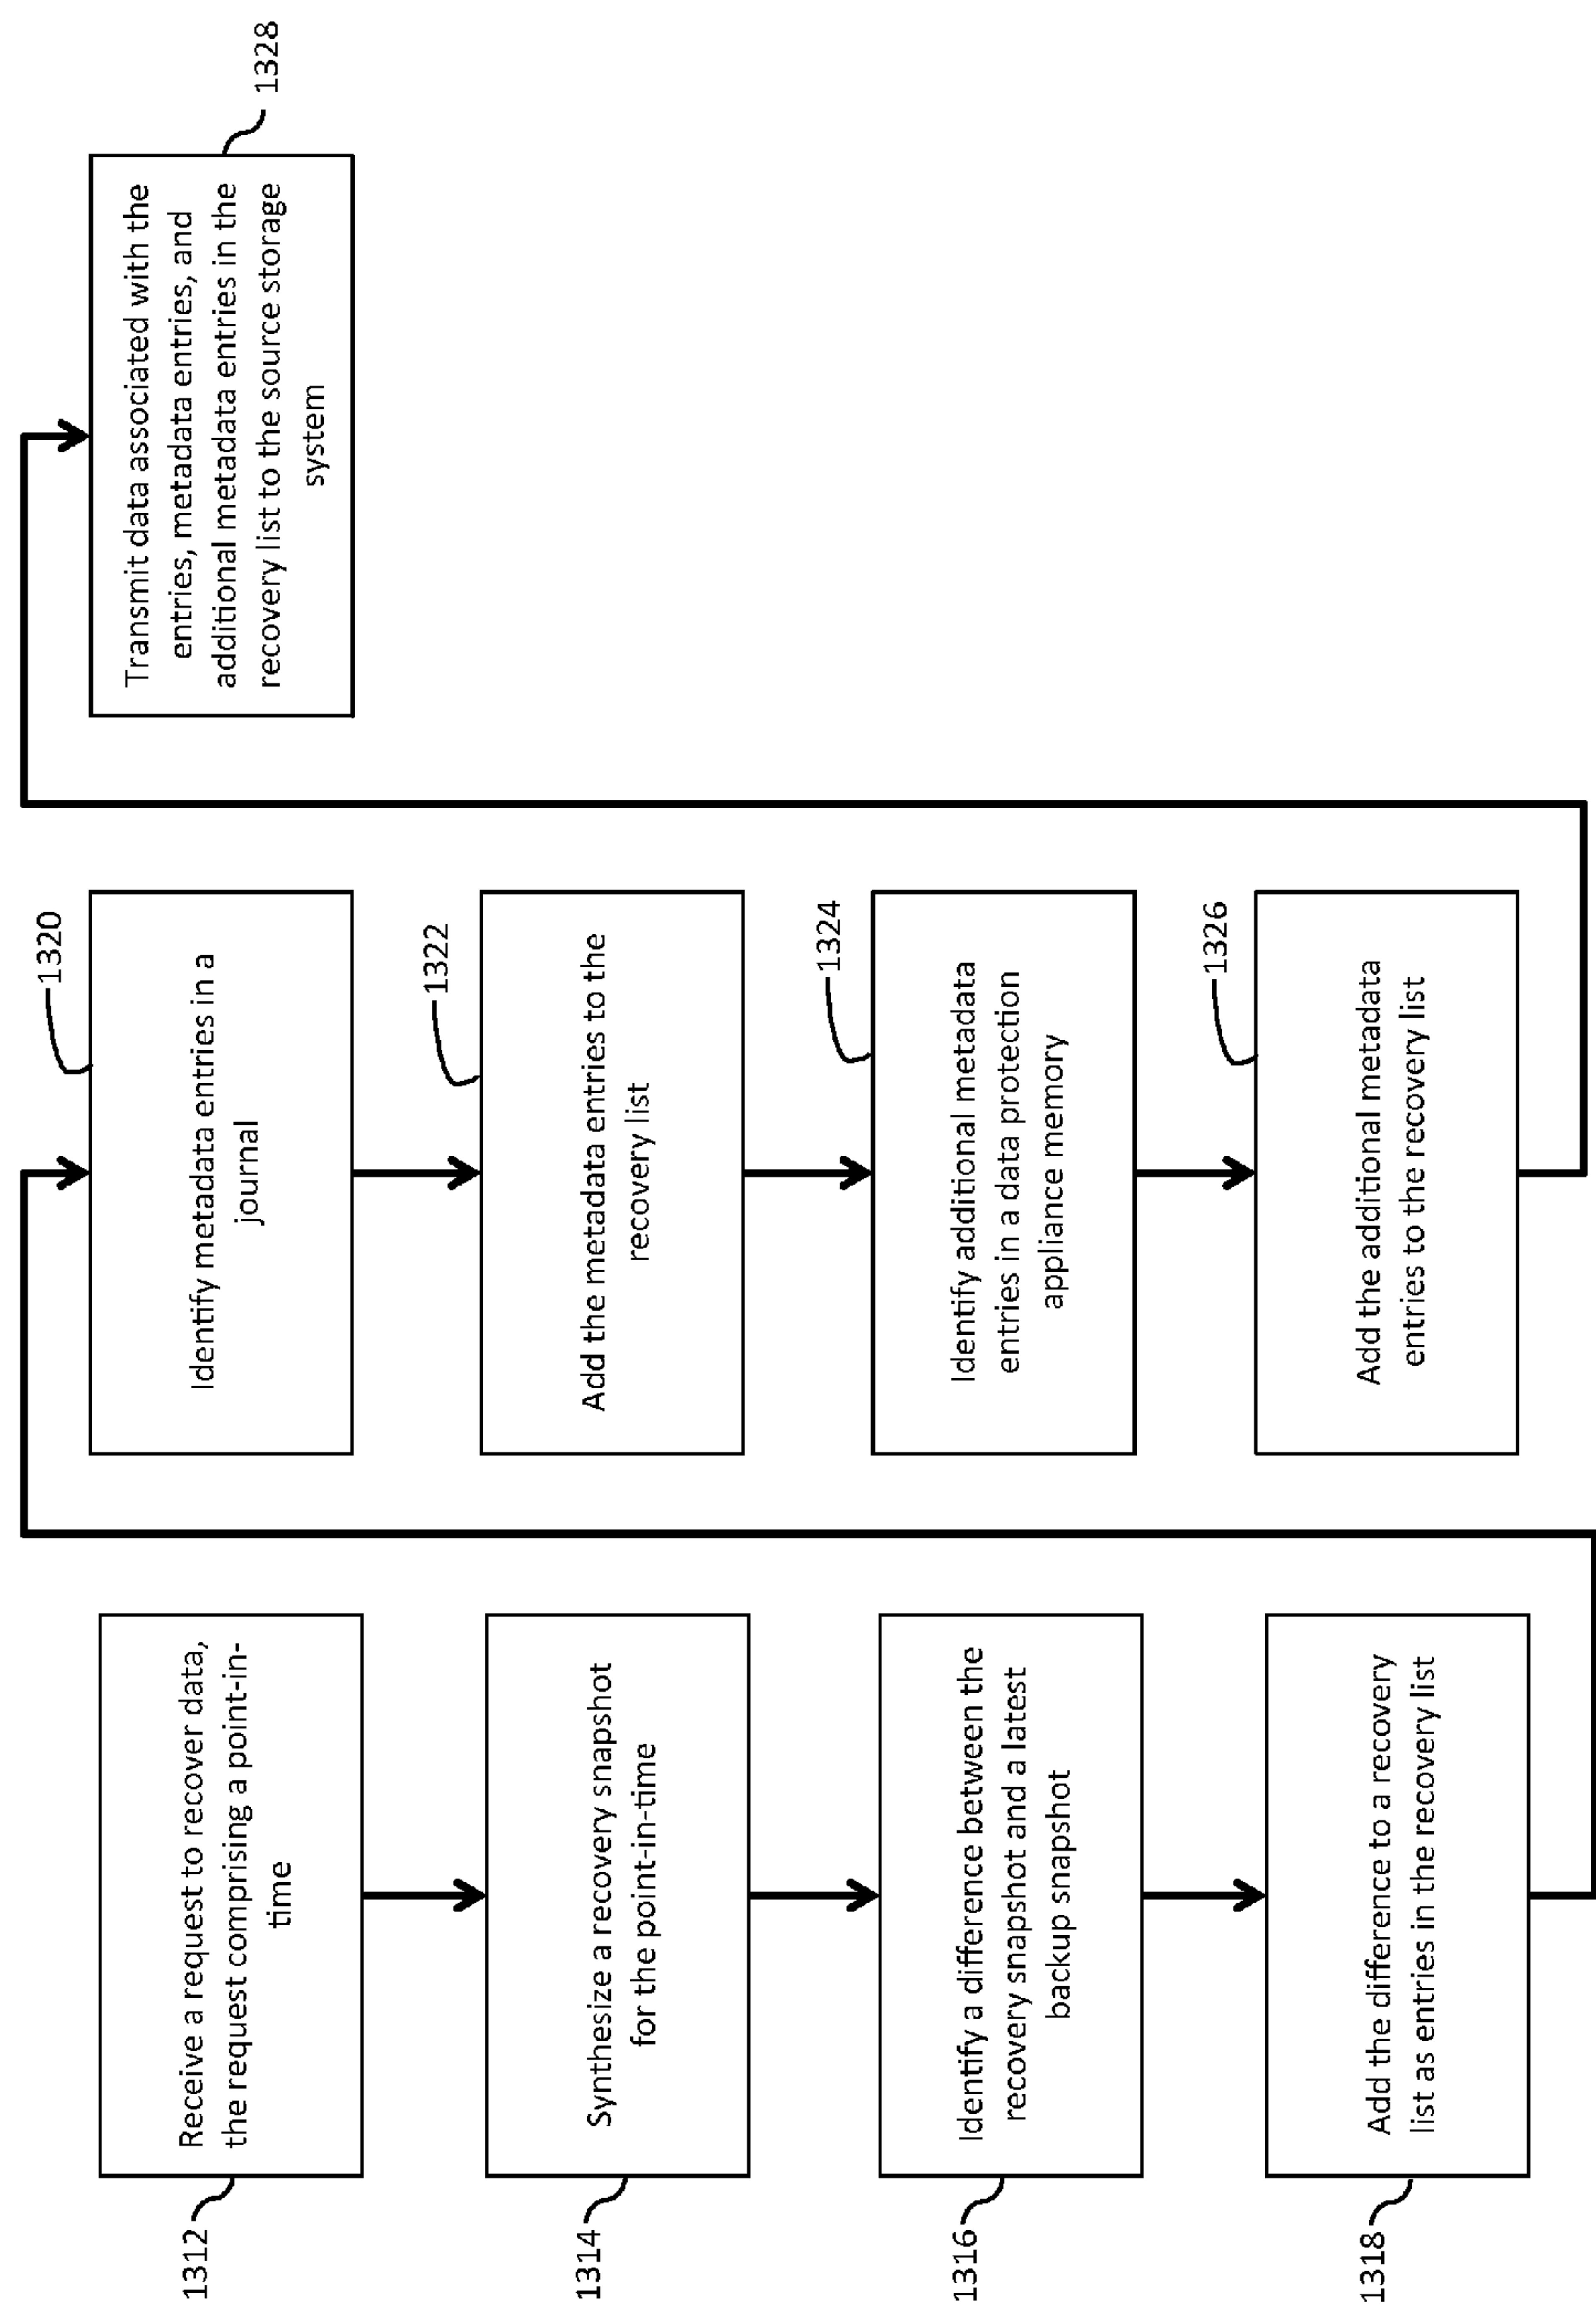 1312
Receive a request to recover data,
the request comprising a point-in-
time
1314
Synthesize a recovery snapshot
for the point-in-time
1316
Identify a difference between the
recovery snapshot and a latest
backup snapshot
1318
Add the difference to a recovery
list as entries in the recovery list
1320
Identify metadata entries in a
journal
1322
Add the metadata entries to the
recovery list
1324
Identify additional metadata
entries in a data protection
appliance memory
1326
Add the additional metadata
entries to the recovery list
1328
Transmit data associated with the
entries, metadata entries, and
additional metadata entries in the
recovery list to the source storage
system